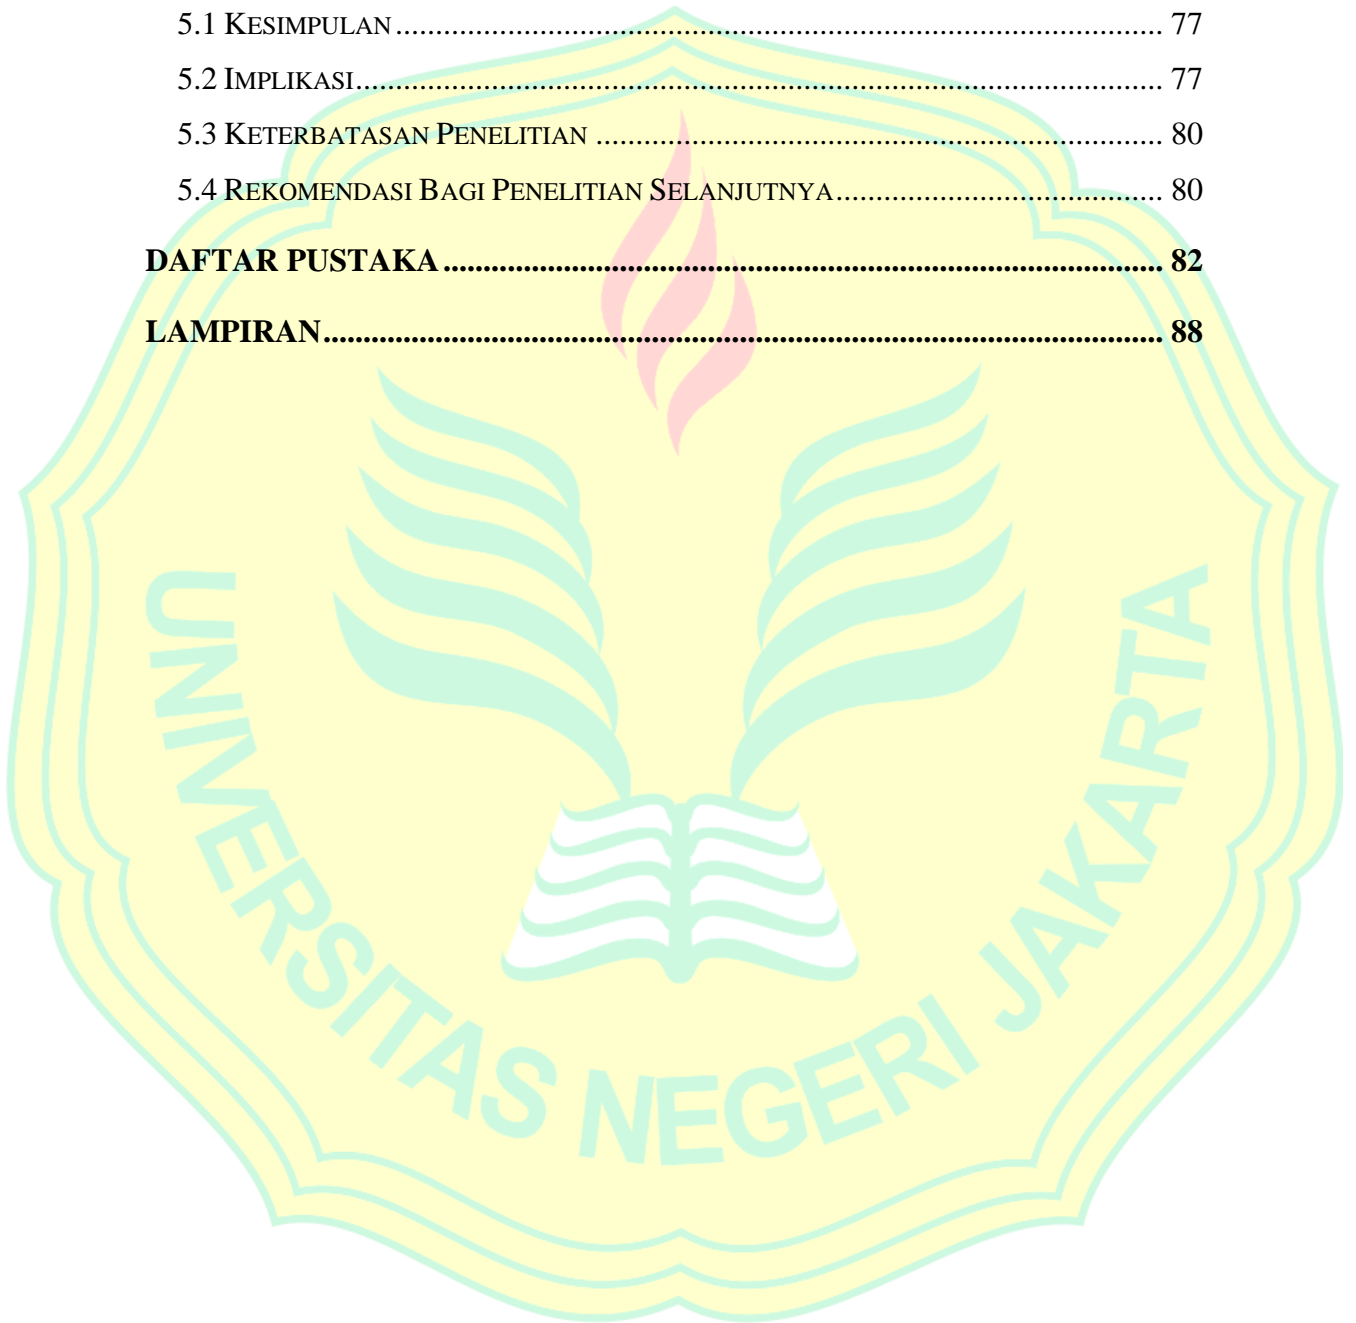 5.1 KESIMPULAN ................................................................................................ 77
5.2 IMPLIKASI..................................................................................................... 77
5.3 KETERBATASAN PENELITIAN ....................................................................... 80
5.4 REKOMENDASI BAGI PENELITIAN SELANJUTNYA......................................... 80
DAFTAR PUSTAKA .......................................................................................... 82
LAMPIRAN......................................................................................................... 88
UNIVERSITAS NEGERI JAKARTA